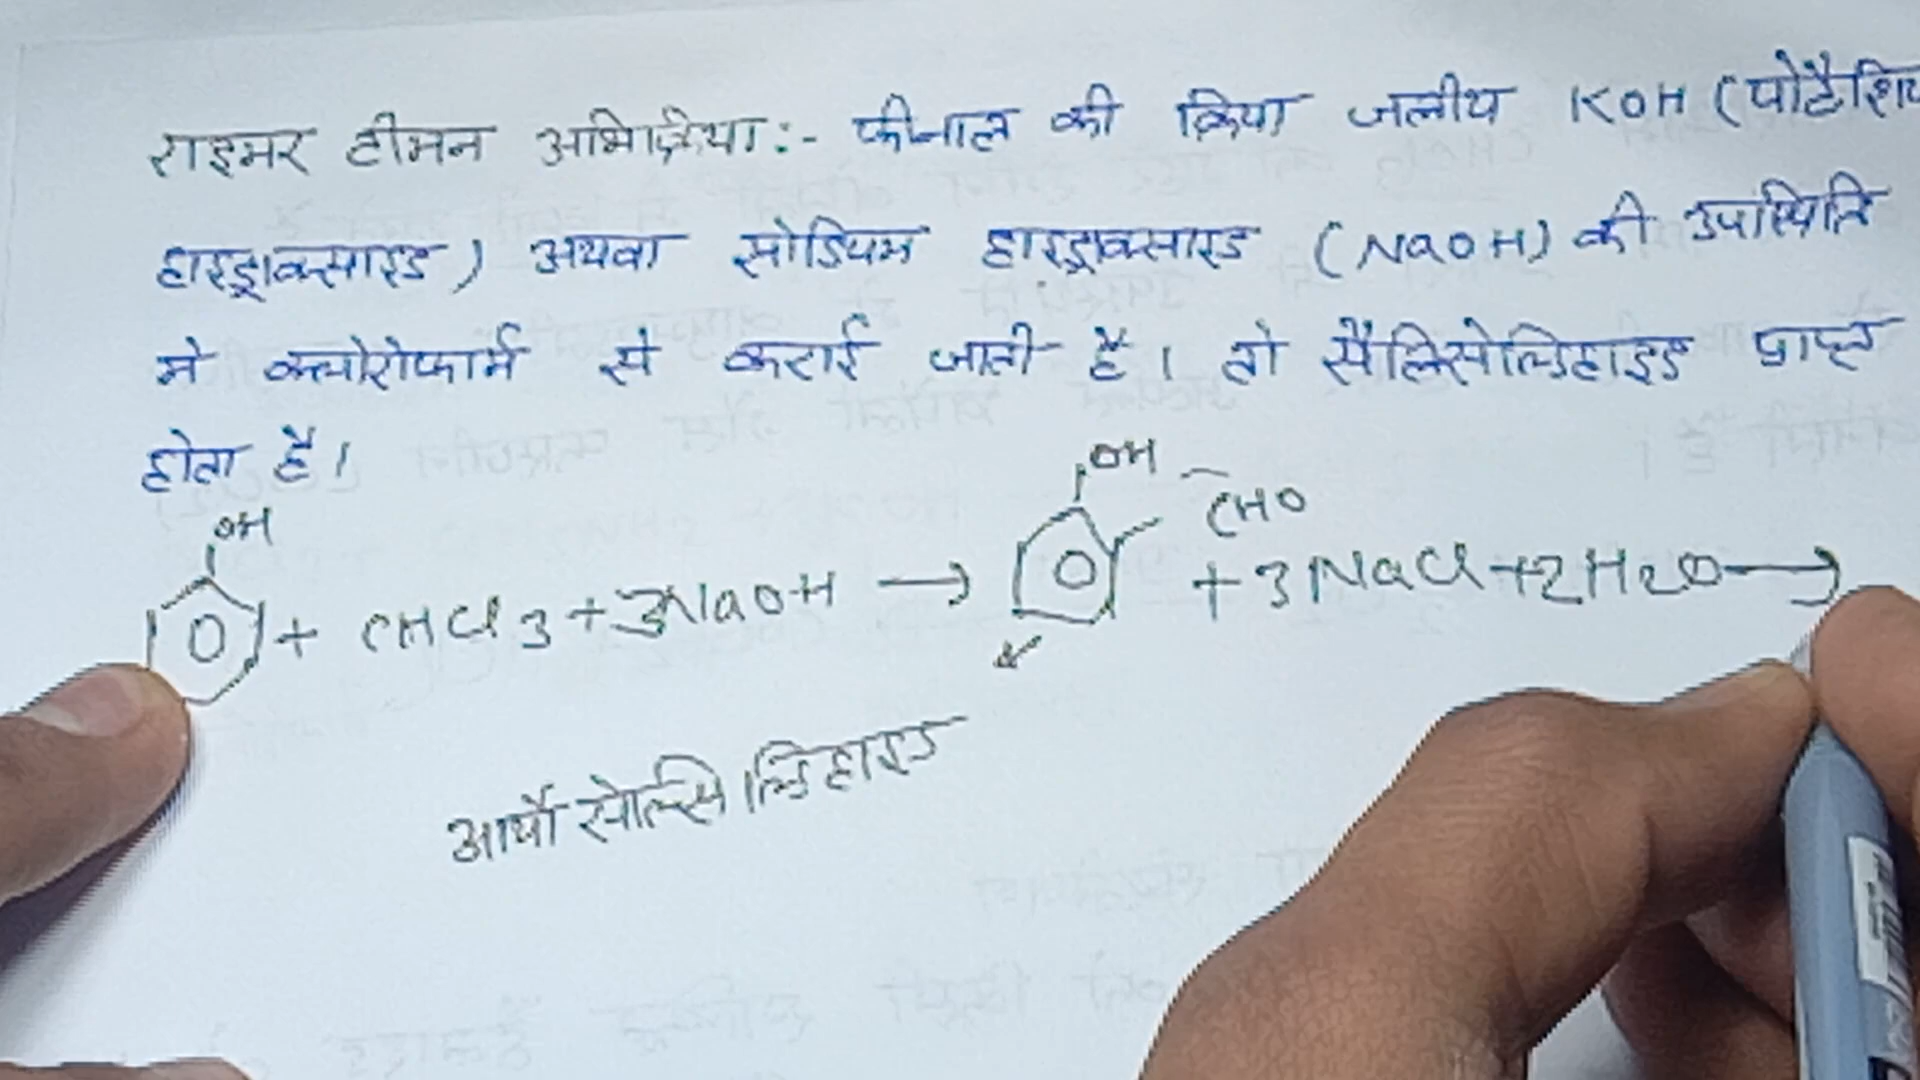 राइमर टीमन अभिक्रिया :- फीनाल की क्रिया जलीय KOH (पोटैशिय
हाइड्राक्साइड) अथवा सोडियम हाइड्राक्साइड (NaOH) की उपस्थिति
मे क्लोरोफार्म से कराई जाती है। तो सैलिसेल्डिहाइड प्राप्त
होता है।
OH OH CHO
+ CHCl3 + 3NaOH → + 3NaCl + 2H2O →
आर्थो सेल्सिल्डिहाइड